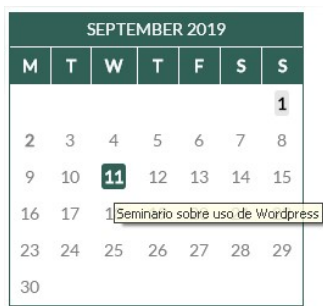 SEPTEMBER 2019
M T W T F S S
1
2 3 4 5 6 7 8
9 10 11 12 13 14 15
16 17 1
Seminario sobre uso de Wordpress
23 24 25 26 27 28 29
30